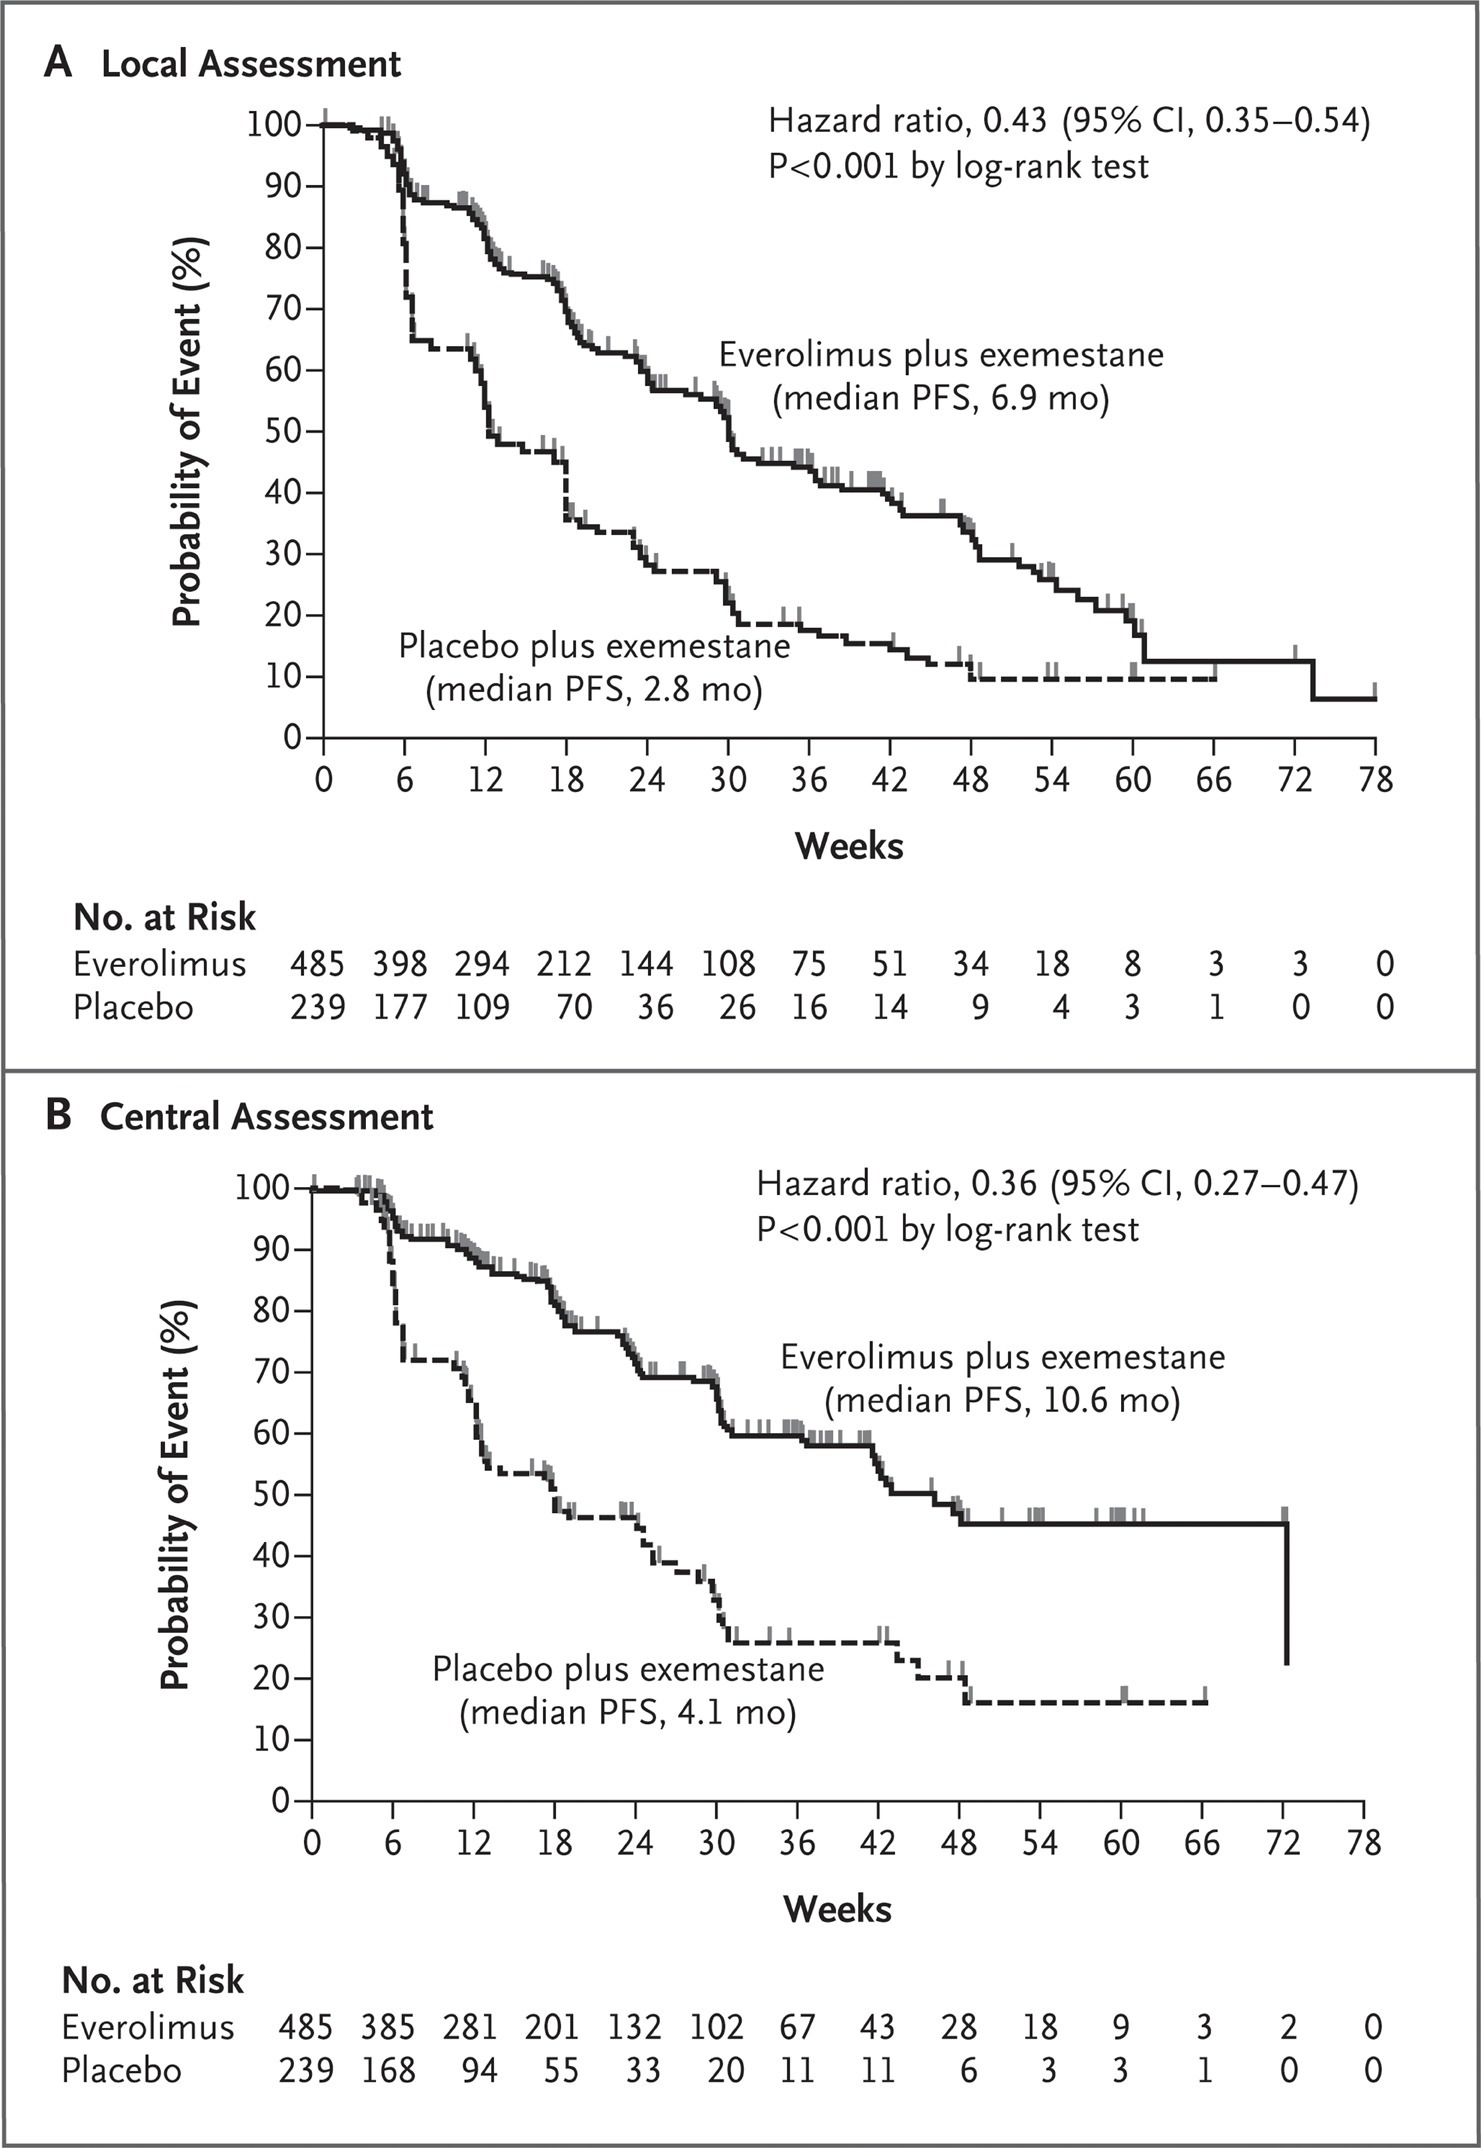 A Local Assessment
Hazard ratio, 0.43 (95% CI, 0.35–0.54)
P<0.001 by log-rank test
Probability of Event (%)
100
90
80
70
60
50
40
30
20
10
0
Everolimus plus exemestane
(median PFS, 6.9 mo)
Placebo plus exemestane
(median PFS, 2.8 mo)
0 6 12 18 24 30 36 42 48 54 60 66 72 78
Weeks
No. at Risk
Everolimus 485 398 294 212 144 108 75 51 34 18 8 3 3 0
Placebo 239 177 109 70 36 26 16 14 9 4 3 1 0 0
B Central Assessment
Hazard ratio, 0.36 (95% CI, 0.27–0.47)
P<0.001 by log-rank test
Probability of Event (%)
100
90
80
70
60
50
40
30
20
10
0
Everolimus plus exemestane
(median PFS, 10.6 mo)
Placebo plus exemestane
(median PFS, 4.1 mo)
0 6 12 18 24 30 36 42 48 54 60 66 72 78
Weeks
No. at Risk
Everolimus 485 385 281 201 132 102 67 43 28 18 9 3 2 0
Placebo 239 168 94 55 33 20 11 11 6 3 3 1 0 0